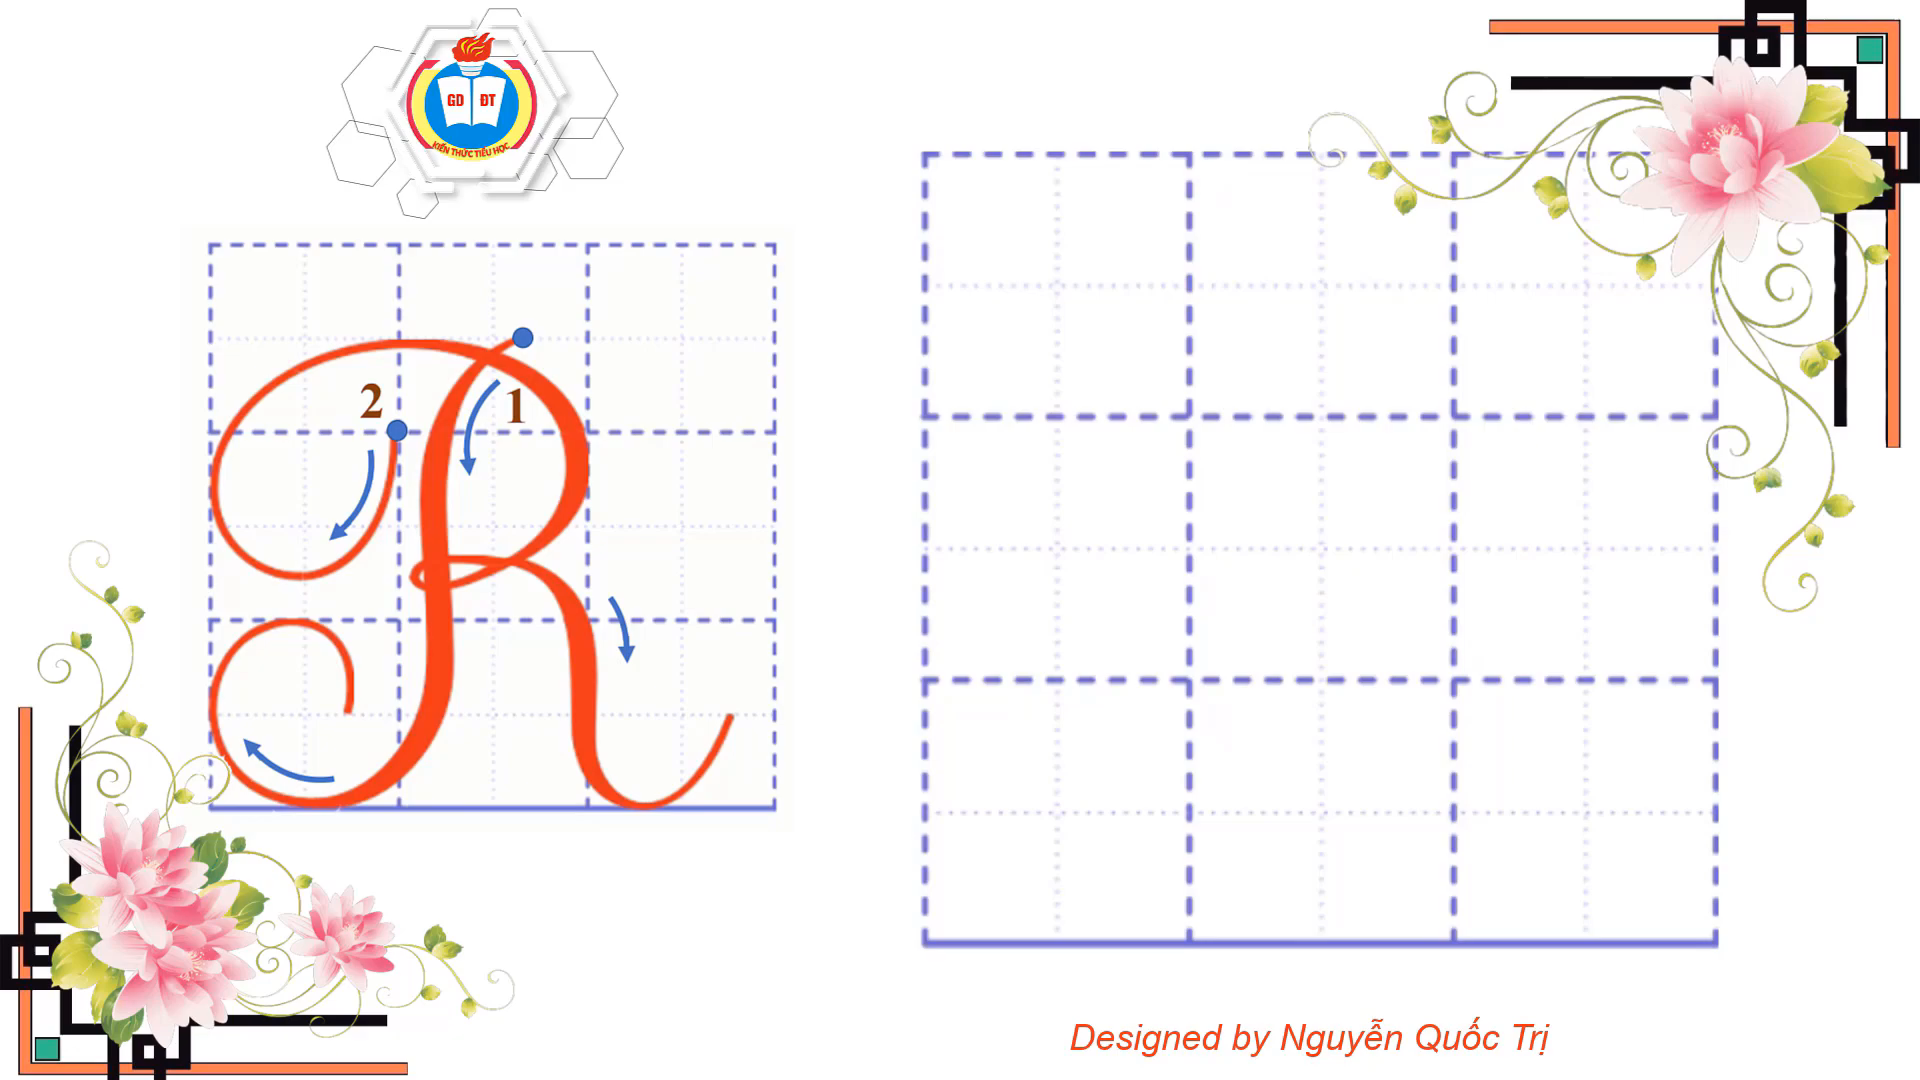 GD ĐT
KIẾN THỨC TIỂU HỌC
2
1
R
Designed by Nguyễn Quốc Trị